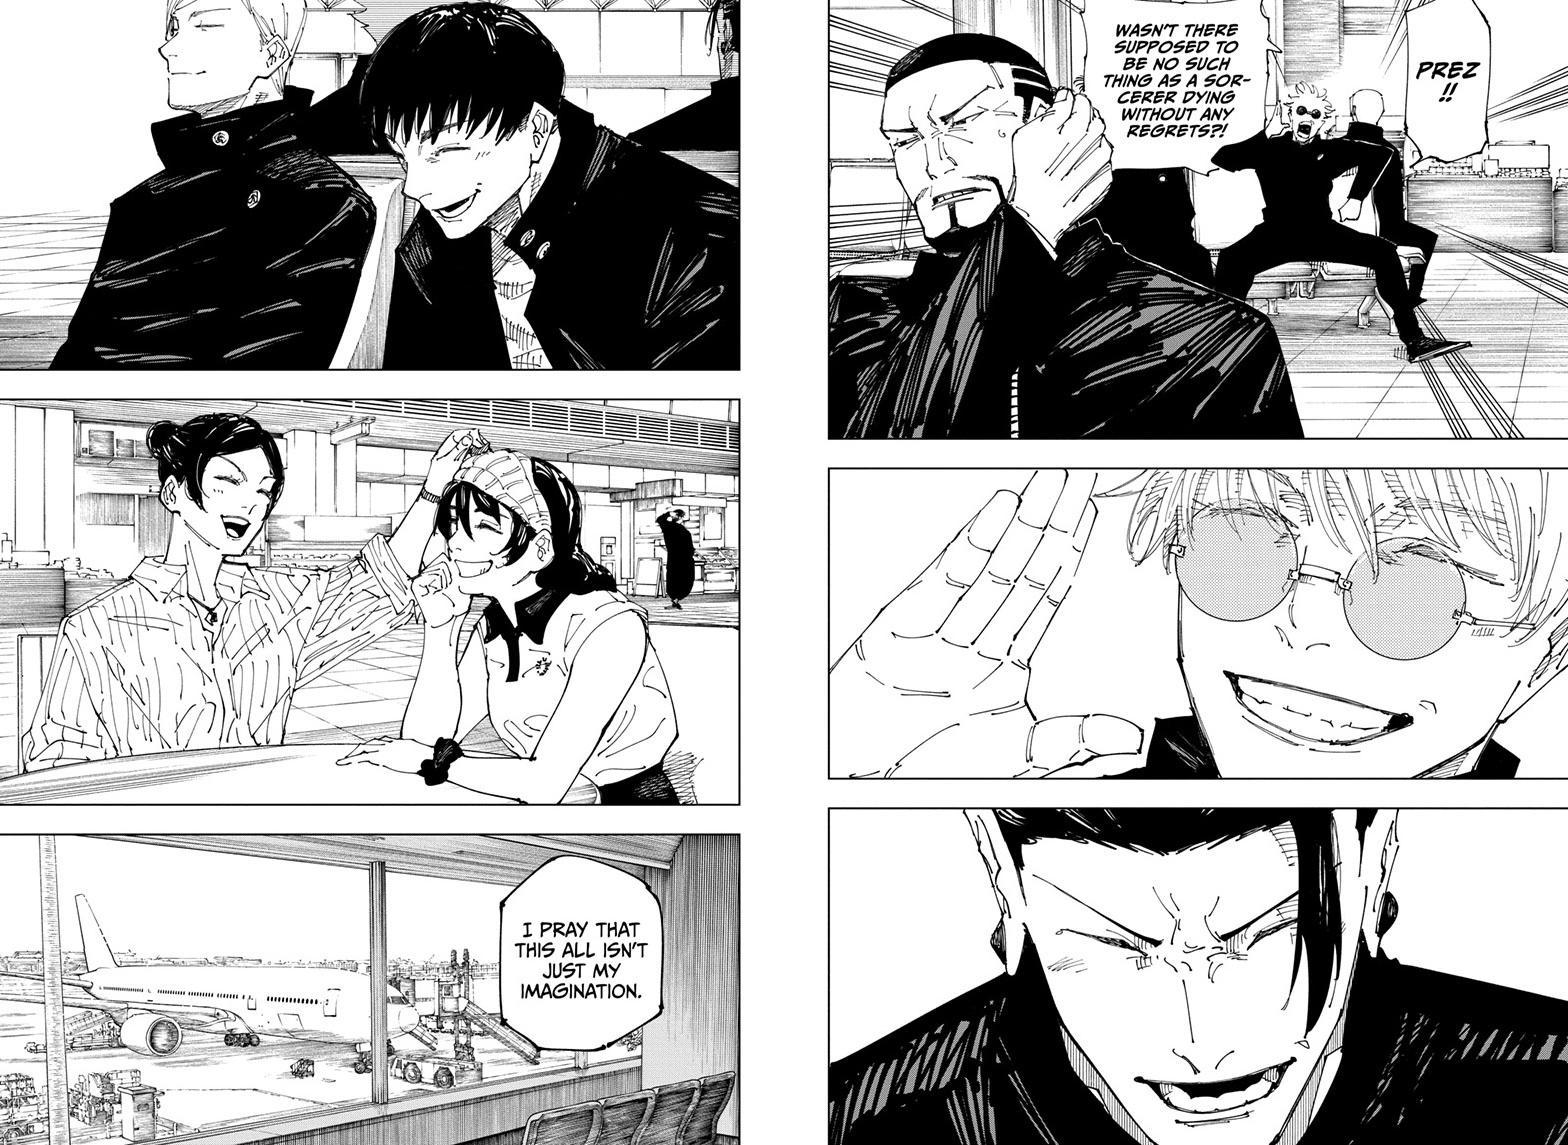 PREZ
!!
WASN'T THERE
SUPPOSED TO
BE NO SUCH
THING AS A SOR-
CERER DYING
WITHOUT ANY
REGRETS?!
I PRAY THAT
THIS ALL ISN'T
JUST MY
IMAGINATION.